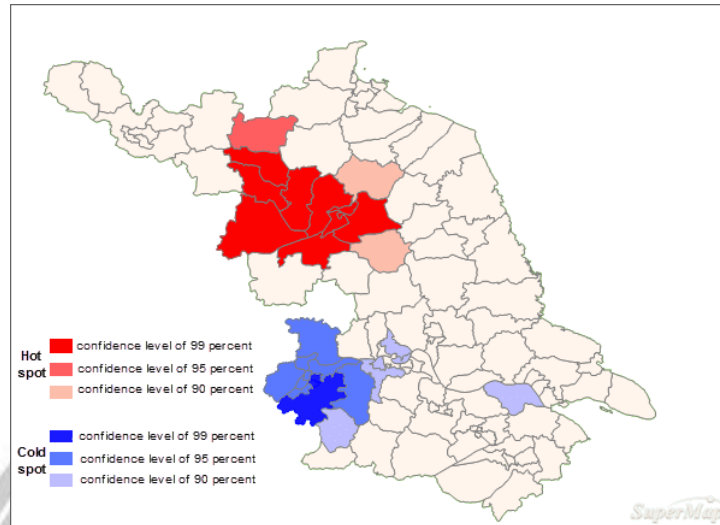 Hot spot
confidence level of 99 percent
confidence level of 95 percent
confidence level of 90 percent
Cold spot
confidence level of 99 percent
confidence level of 95 percent
confidence level of 90 percent
SuperMap